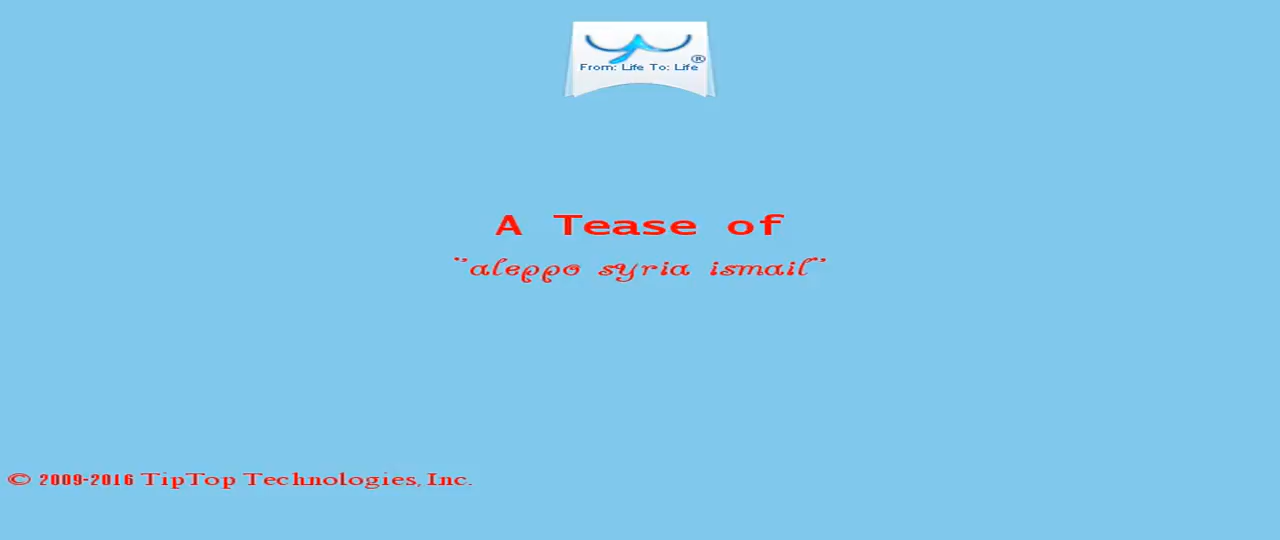 From: Life To: Life ®
A Tease of
"aleppo syria ismail"
© 2009-2016 TipTop Technologies, Inc.